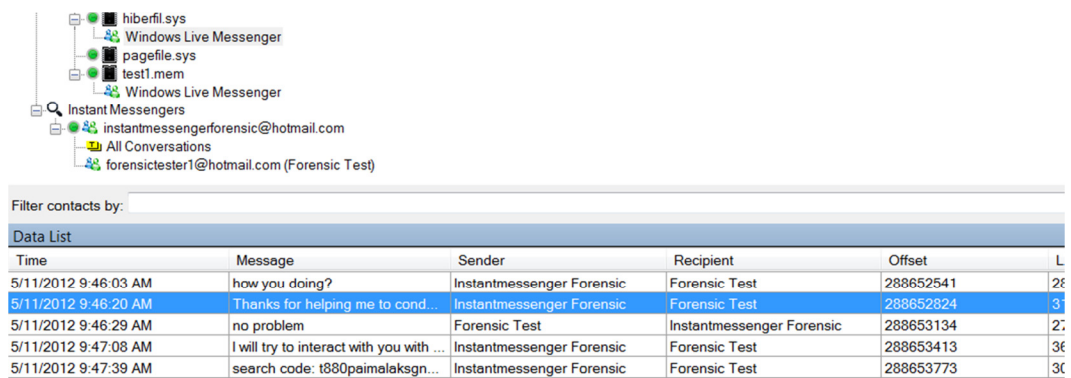 hiberfil.sys
Windows Live Messenger
pagefile.sys
test1.mem
Windows Live Messenger
Instant Messengers
instantmessengerforensic@hotmail.com
All Conversations
forensictester1@hotmail.com (Forensic Test)
Filter contacts by:
Data List
Time Message Sender Recipient Offset L
5/11/2012 9:46:03 AM how you doing? Instantmessenger Forensic Forensic Test 288652541 28
5/11/2012 9:46:20 AM Thanks for helping me to cond... Instantmessenger Forensic Forensic Test 288652824 31
5/11/2012 9:46:29 AM no problem Forensic Test Instantmessenger Forensic 288653134 27
5/11/2012 9:47:08 AM I will try to interact with you with ... Instantmessenger Forensic Forensic Test 288653413 36
5/11/2012 9:47:39 AM search code: t880paimalaksgn... Instantmessenger Forensic Forensic Test 288653773 30